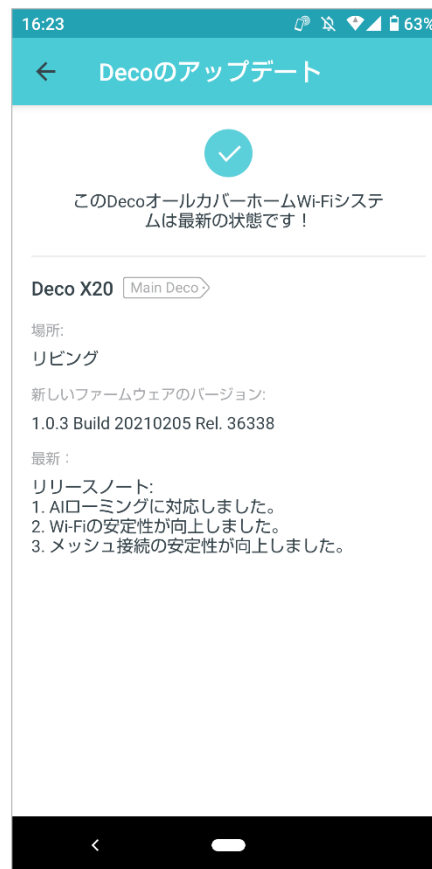 16:23
63%
Decoのアップデート
このDecoオールカバーホームWi-Fiシステ
ムは最新の状態です！
Deco X20 Main Deco
場所:
リビング
新しいファームウェアのバージョン:
1.0.3 Build 20210205 Rel. 36338
最新：
リリースノート:
1. AIローミングに対応しました。
2. Wi-Fiの安定性が向上しました。
3. メッシュ接続の安定性が向上しました。